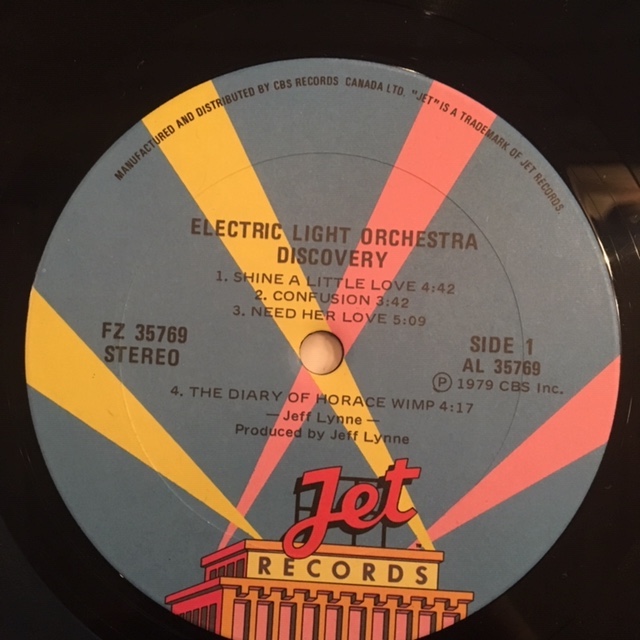 MANUFACTURED AND DISTRIBUTED BY CBS RECORDS CANADA LTD. "JET" IS A TRADEMARK OF JET RECORDS.
ELECTRIC LIGHT ORCHESTRA
DISCOVERY
1. SHINE A LITTLE LOVE 4:42
2. CONFUSION 3:42
3. NEED HER LOVE 5:09
FZ 35769
STEREO
SIDE 1
AL 35769
Ⓟ 1979 CBS Inc.
4. THE DIARY OF HORACE WIMP 4:17
— Jeff Lynne —
Produced by Jeff Lynne
Jet
RECORDS